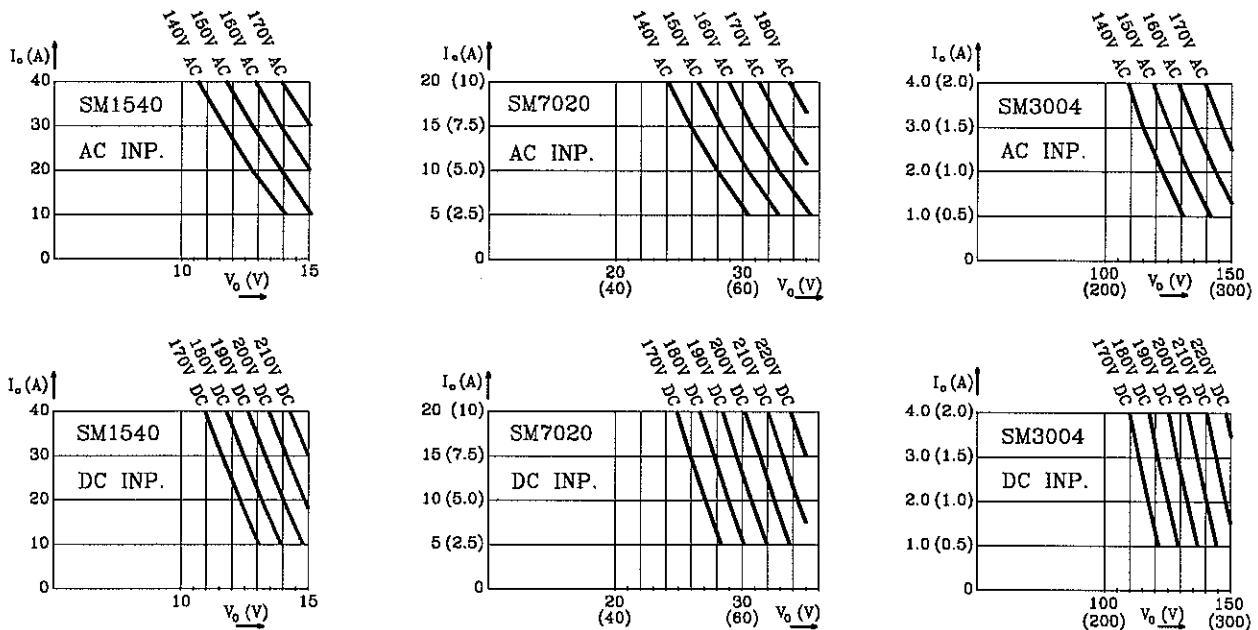 140V AC 150V AC 160V AC 170V AC
I₀(A)
40
30
20
10
0
SM1540
AC INP.
10 15
V₀(V)
140V AC 150V AC 160V AC 170V AC 180V AC
20 (10)
15 (7.5)
10 (5.0)
5 (2.5)
0
SM7020
AC INP.
20 30
(40) (60)
V₀(V)
140V AC 150V AC 160V AC 170V AC
I₀(A)
4.0 (2.0)
3.0 (1.5)
2.0 (1.0)
1.0 (0.5)
0
SM3004
AC INP.
100 150
(200) (300)
V₀(V)
170V DC 180V DC 190V DC 200V DC 210V DC
I₀(A)
40
30
20
10
0
SM1540
DC INP.
10 15
V₀(V)
170V DC 180V DC 190V DC 200V DC 210V DC 220V DC
I₀(A)
20 (10)
15 (7.5)
10 (5.0)
5 (2.5)
0
SM7020
DC INP.
20 30
(40) (60)
V₀(V)
170V DC 180V DC 190V DC 200V DC 210V DC 220V DC
I₀(A)
4.0 (2.0)
3.0 (1.5)
2.0 (1.0)
1.0 (0.5)
0
SM3004
DC INP.
100 150
(200) (300)
V₀(V)